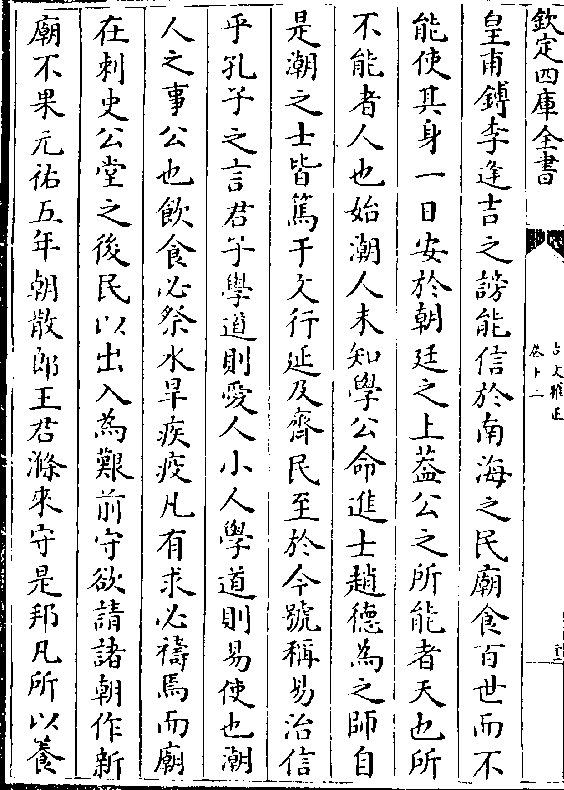 欽定四庫全書
古文雅正
卷十二
皇甫鎛李逢吉之謗能信於南海之民廟食百世而不
能使其身一日安於朝廷之上葢公之所能者天也所
不能者人也始潮人未知學公命進士趙德為之師自
是潮之士皆篤于文行延及齊民至於今號稱易治信
乎孔子之言君子學道則愛人小人學道則易使也潮
人之事公也飲食必祭水旱疾疫凡有求必禱焉而廟
在刺史公堂之後民以出入為艱前守欲請諸朝作新
廟不果元祐五年朝散郎王君滌來守是邦凡所以養